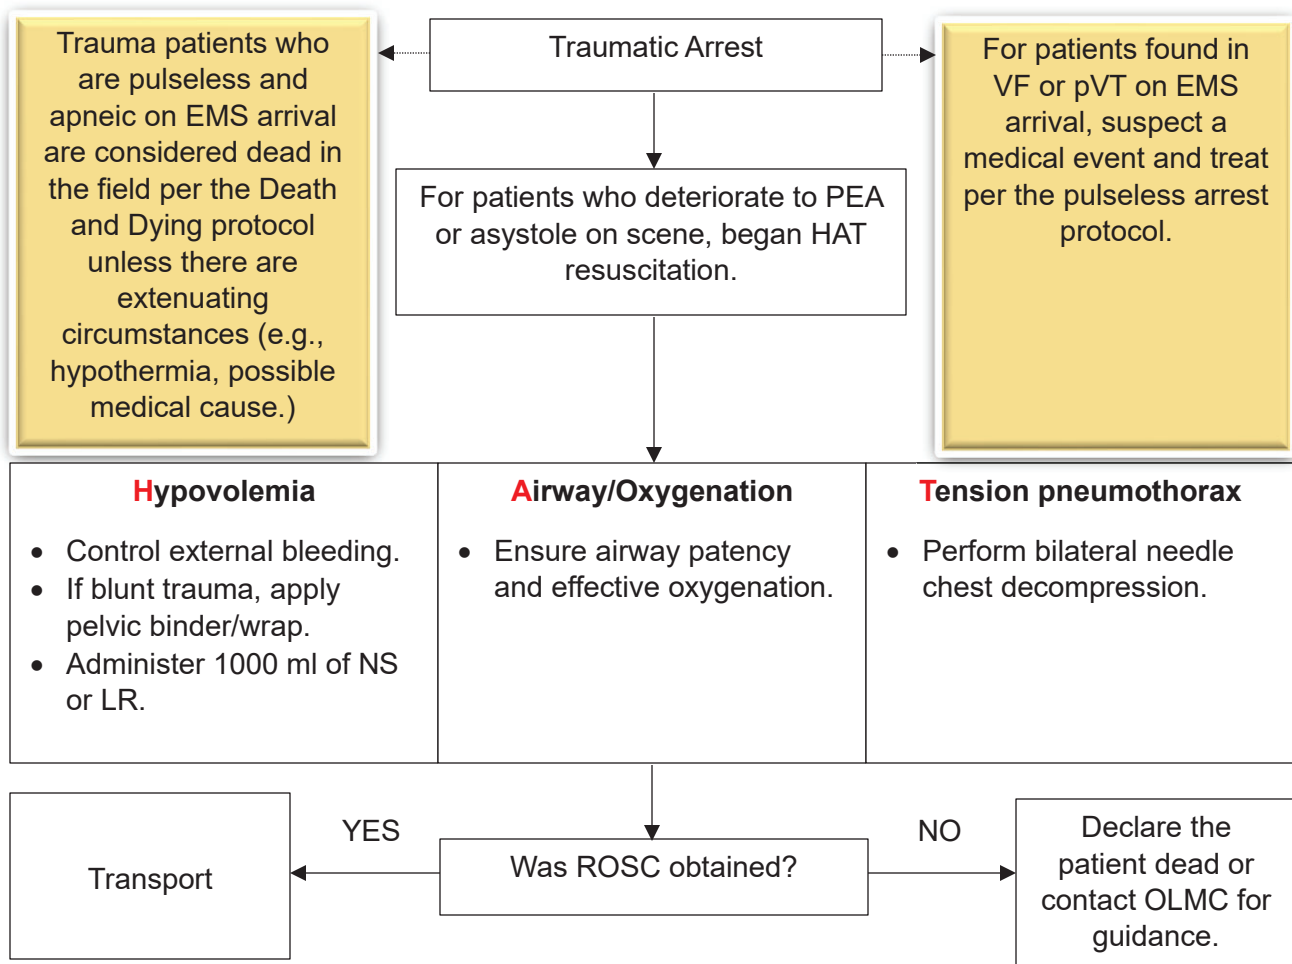 Trauma patients who
are pulseless and
apneic on EMS arrival
are considered dead in
the field per the Death
and Dying protocol
unless there are
extenuating
circumstances (e.g.,
hypothermia, possible
medical cause.)
Traumatic Arrest
For patients found in
VF or pVT on EMS
arrival, suspect a
medical event and treat
per the pulseless arrest
protocol.
For patients who deteriorate to PEA
or asystole on scene, began HAT
resuscitation.
Hypovolemia
• Control external bleeding.
• If blunt trauma, apply
pelvic binder/wrap.
• Administer 1000 ml of NS
or LR.
Airway/Oxygenation
• Ensure airway patency
and effective oxygenation.
Tension pneumothorax
• Perform bilateral needle
chest decompression.
Was ROSC obtained?
YES
Transport
NO
Declare the
patient dead or
contact OLMC for
guidance.